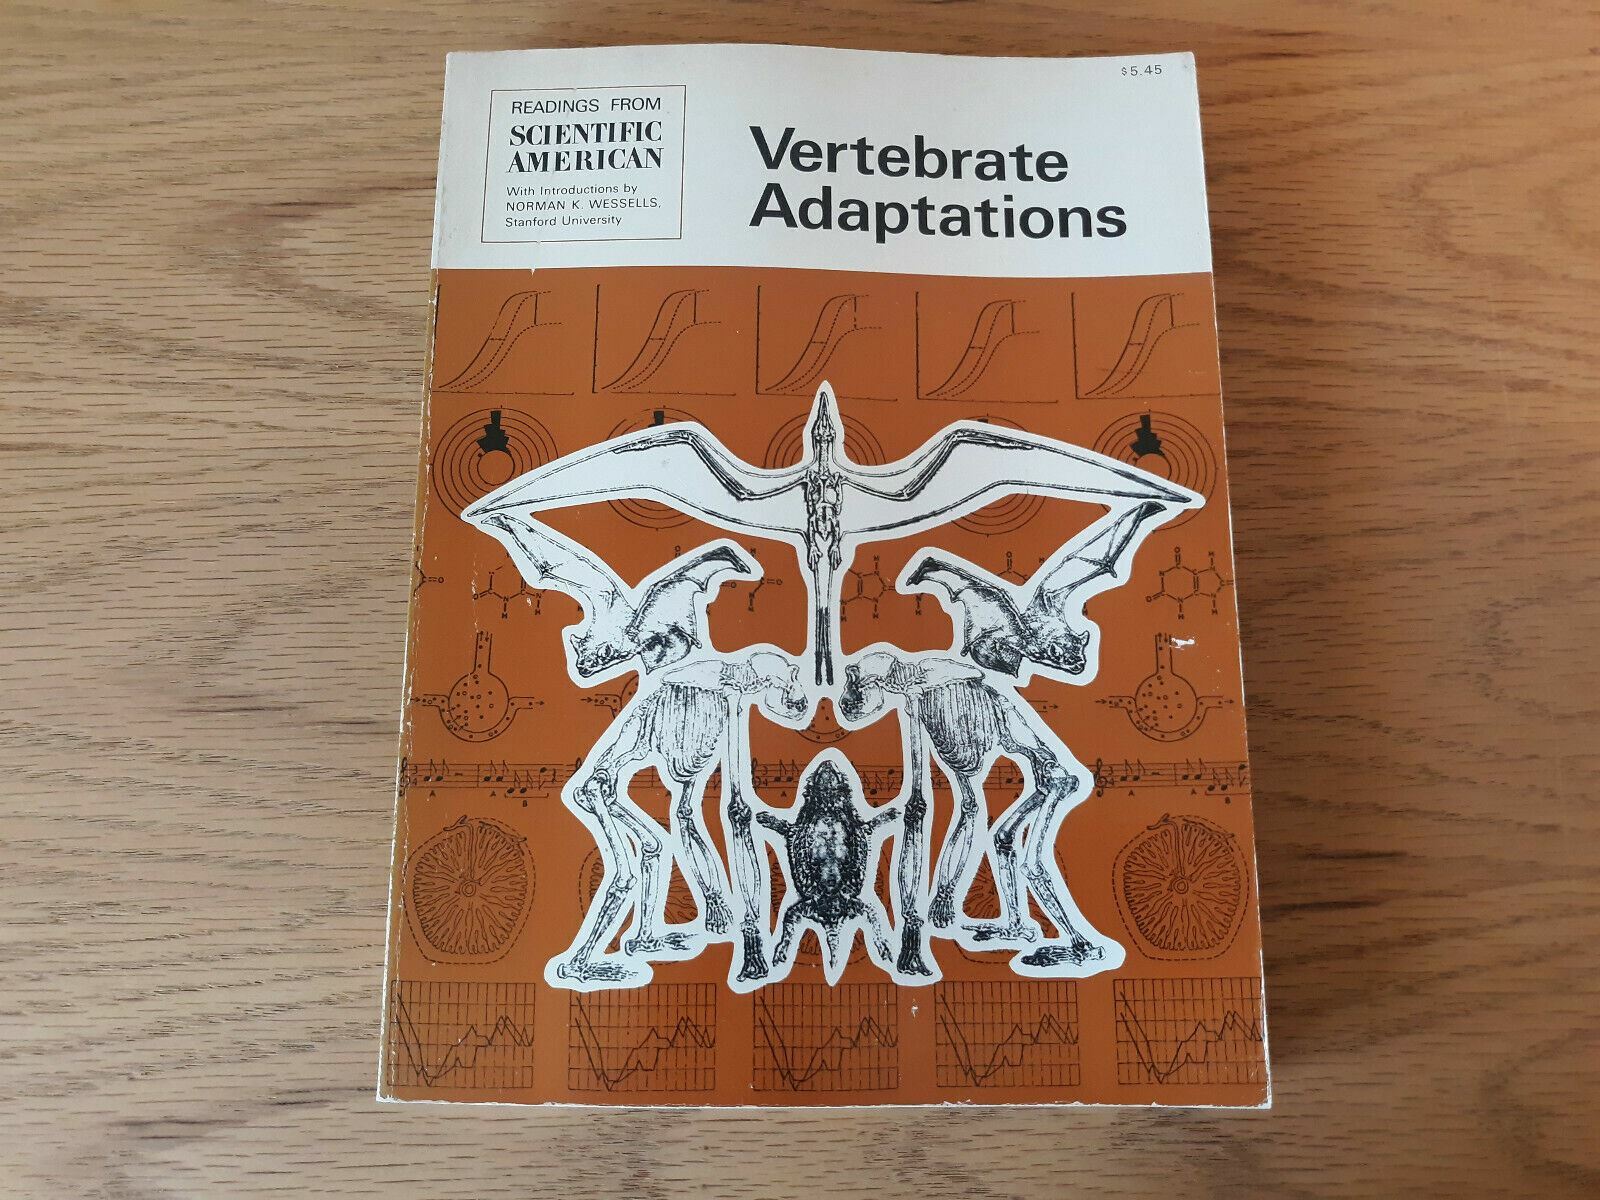 $5.45
READINGS FROM
SCIENTIFIC
AMERICAN
With Introductions by
NORMAN K. WESSELLS,
Stanford University
Vertebrate
Adaptations